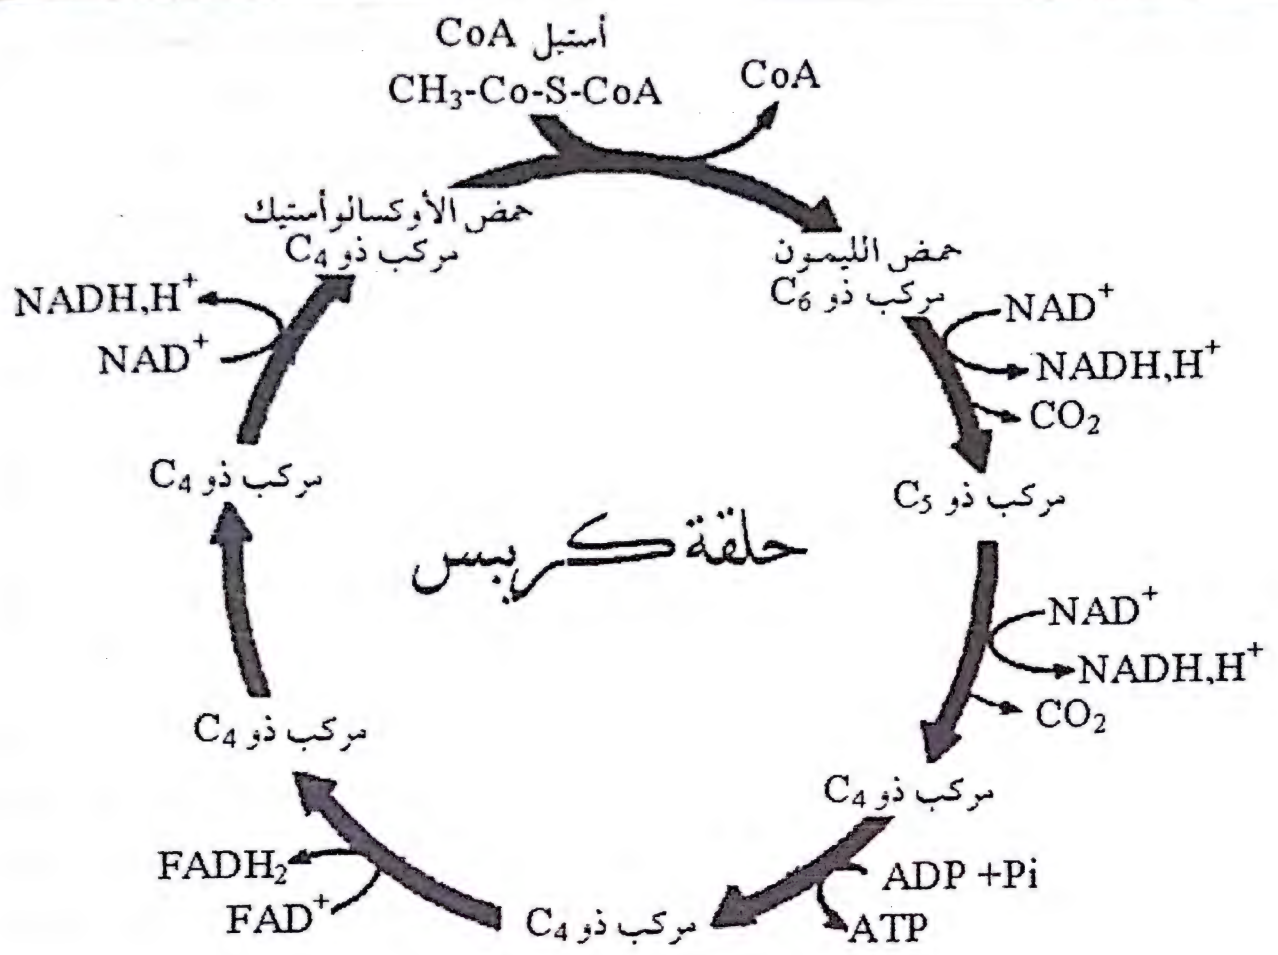 أستيل CoA
CH₃-Co-S-CoA
CoA
حمض الأوكسالوأستيك
مركب ذو C₄
حمض الليمون
مركب ذو C₆
NAD⁺
NADH,H⁺
CO₂
مركب ذو C₅
NAD⁺
NADH,H⁺
CO₂
مركب ذو C₄
ADP +Pi
ATP
مركب ذو C₄
FADH₂
FAD⁺
مركب ذو C₄
مركب ذو C₄
NADH,H⁺
NAD⁺
حلقة كريبس